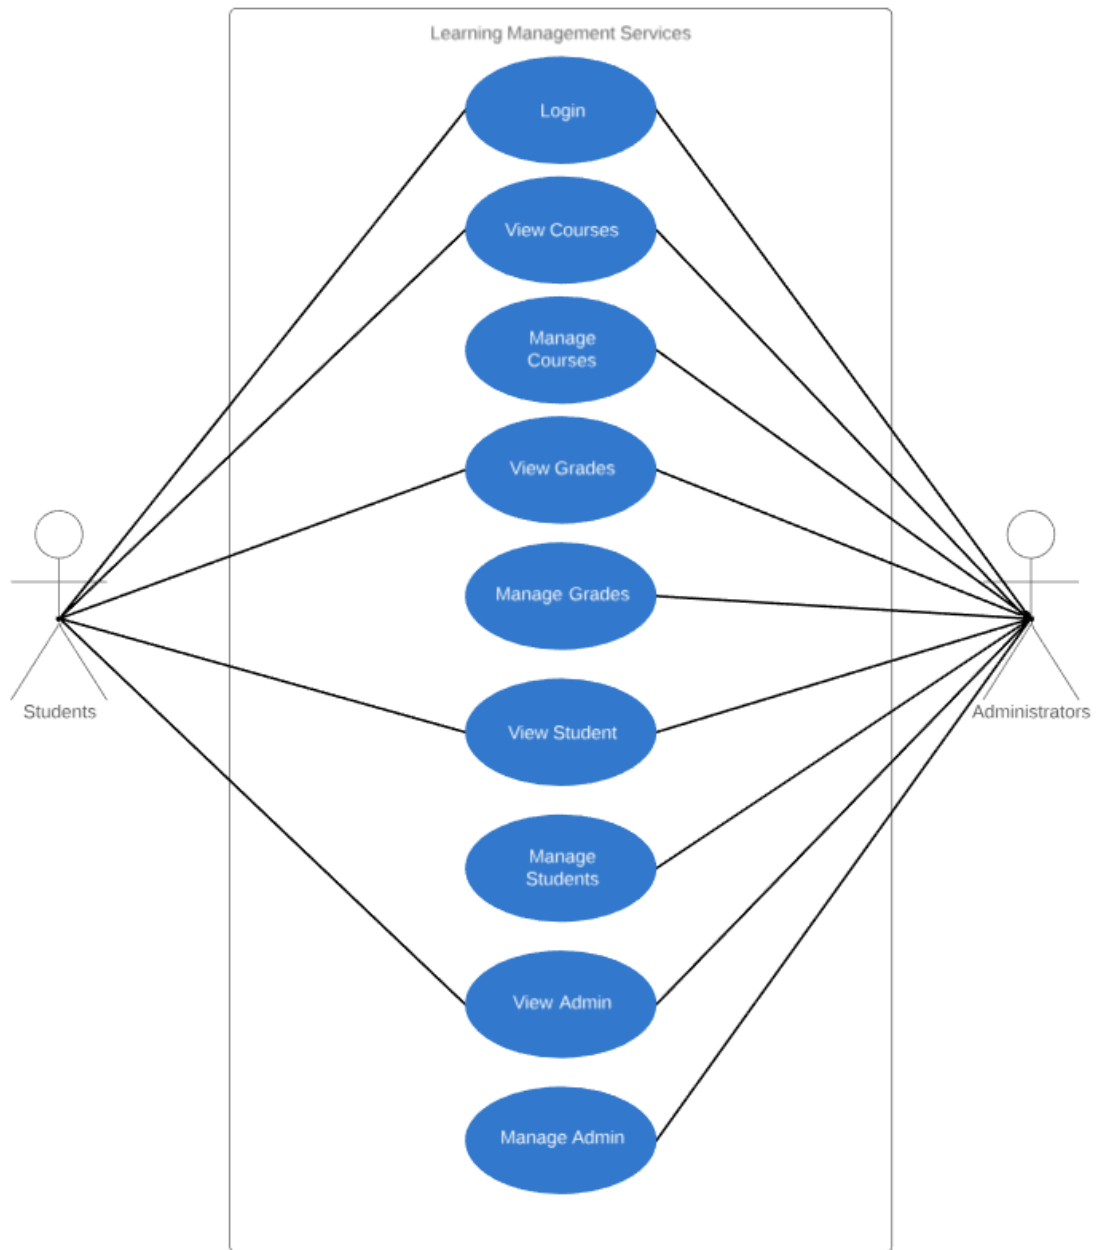 Learning Management Services
Login
View Courses
Manage
Courses
View Grades
Manage Grades
View Student
Manage
Students
View Admin
Manage Admin
Students
Administrators